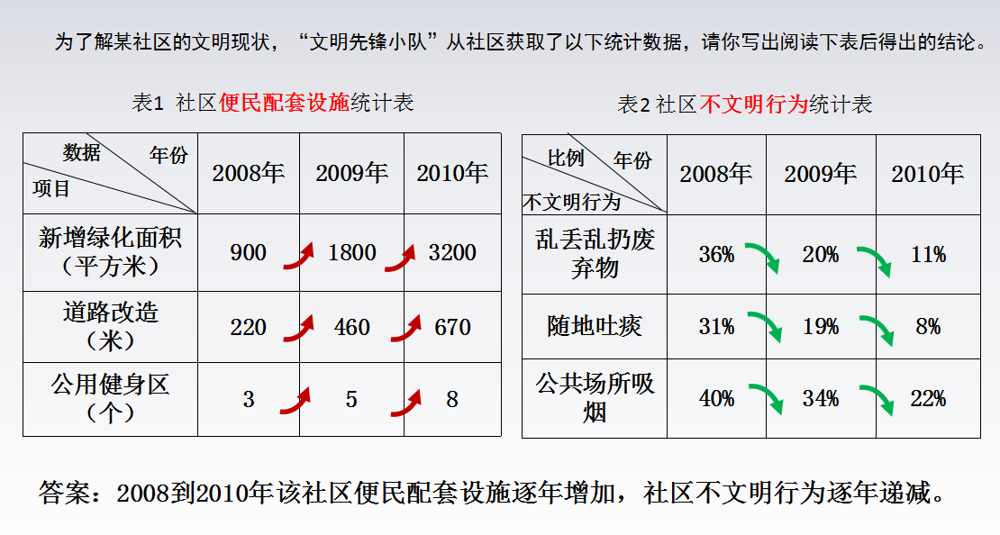 为了解某社区的文明现状，“文明先锋小队”从社区获取了以下统计数据，请你写出阅读下表后得出的结论。
表1 社区便民配套设施统计表
数据 年份 项目 2008年 2009年 2010年
新增绿化面积（平方米） 900 1800 3200
道路改造（米） 220 460 670
公用健身区（个） 3 5 8
表2 社区不文明行为统计表
比例 年份 不文明行为 2008年 2009年 2010年
乱丢乱扔废弃物 36% 20% 11%
随地吐痰 31% 19% 8%
公共场所吸烟 40% 34% 22%
答案：2008到2010年该社区便民配套设施逐年增加，社区不文明行为逐年递减。